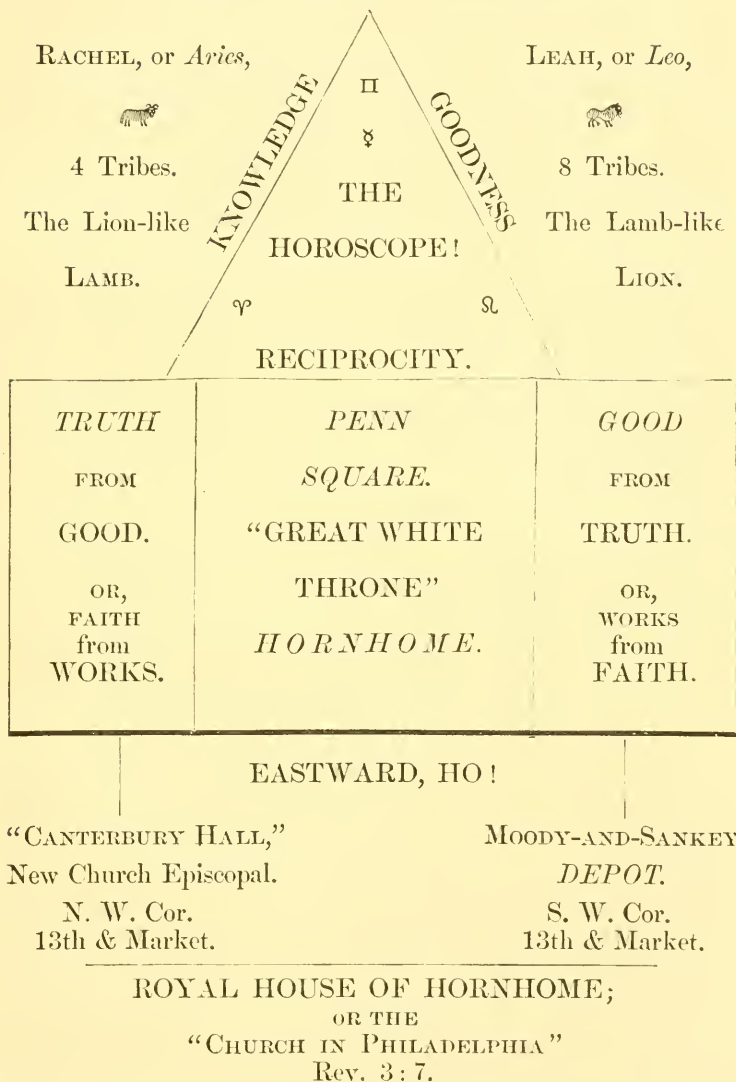 RACHEL, or Aries,
4 Tribes.
The Lion-like
LAMB.
KNOWLEDGE
♊
☿
THE
HOROSCOPE!
♈ ♌
GOODNESS
LEAH, or Leo,
8 Tribes.
The Lamb-like
LION.
RECIPROCITY.
TRUTH
FROM
GOOD.
OR,
FAITH
from
WORKS.
PENN
SQUARE.
"GREAT WHITE
THRONE"
HORNHOME.
GOOD
FROM
TRUTH.
OR,
WORKS
from
FAITH.
EASTWARD, HO!
"CANTERBURY HALL,"
New Church Episcopal.
N. W. Cor.
13th & Market.
MOODY-AND-SANKEY
DEPOT.
S. W. Cor.
13th & Market.
ROYAL HOUSE OF HORNHOME;
OR THE
"CHURCH IN PHILADELPHIA"
Rev. 3:7.